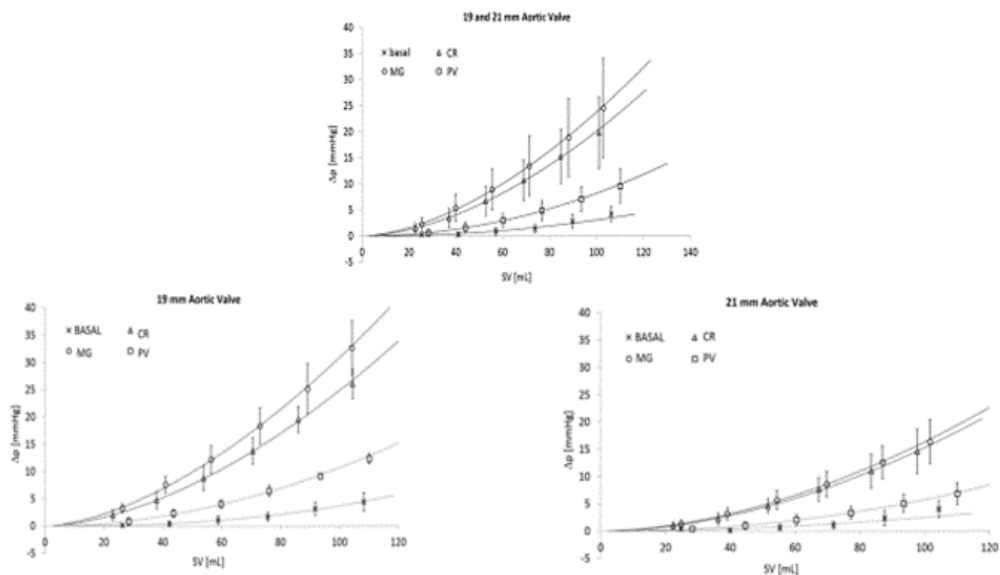 19 and 21 mm Aortic Valve
× basal △ CR
○ MG □ PV
40
35
30
25
20
15
10
5
0
-5
Δp [mmHg]
0 20 40 60 80 100 120 140
SV [mL]
19 mm Aortic Valve
× BASAL △ CR
○ MG □ PV
40
35
30
25
20
15
10
5
0
-5
Δp [mmHg]
0 20 40 60 80 100 120
SV [mL]
21 mm Aortic Valve
× BASAL △ CR
○ MG □ PV
40
35
30
25
20
15
10
5
0
-5
Δp [mmHg]
0 20 40 60 80 100 120
SV [mL]